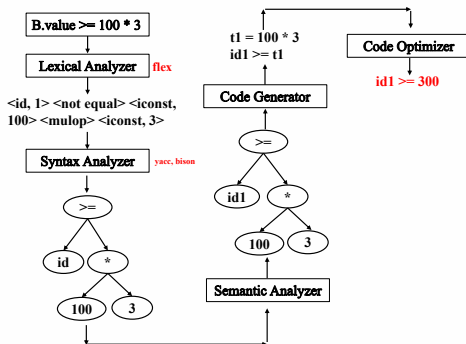 B.value >= 100 * 3
Lexical Analyzer
flex
<id, 1> <not equal> <iconst,
100> <mulop> <iconst, 3>
Syntax Analyzer
yacc, bison
>=
id
*
100
3
Semantic Analyzer
>=
id1
*
100
3
Code Generator
t1 = 100 * 3
id1 >= t1
Code Optimizer
id1 >= 300